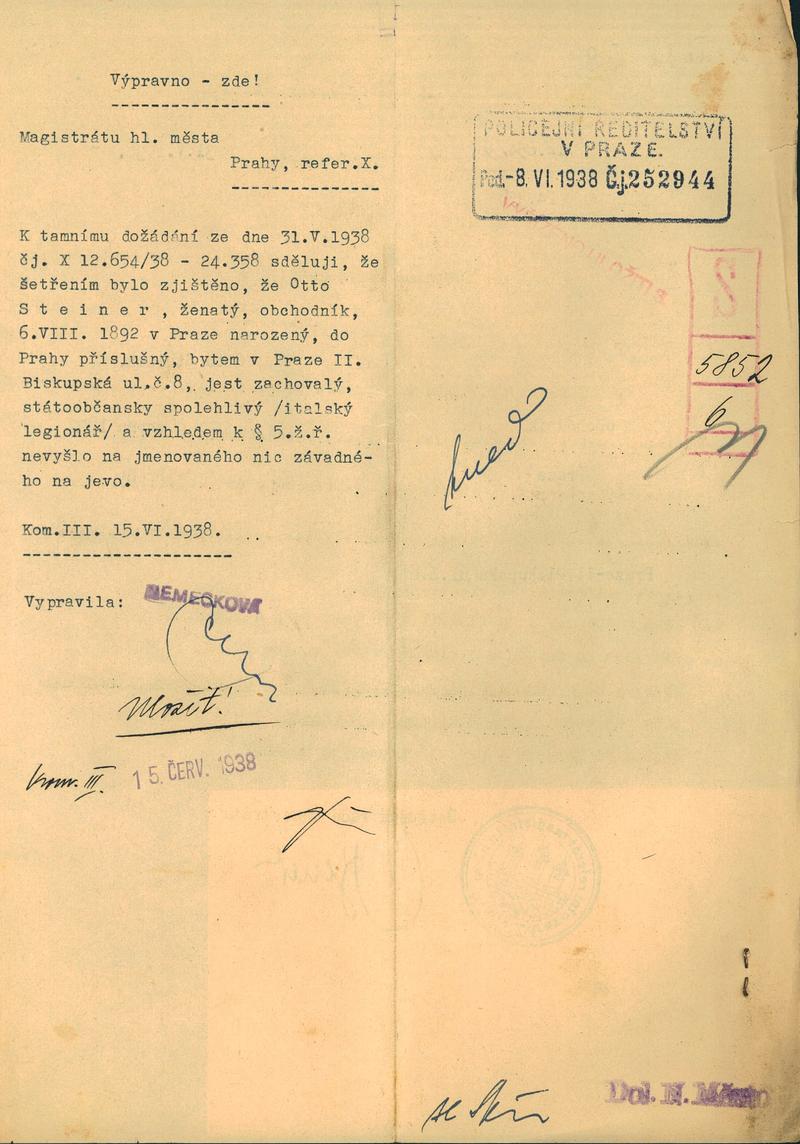 Výpravno - zde!
Magistrátu hl. města
Prahy, refer.X.
K tamnímu dožádání ze dne 31.V.1938
čj. X 12.654/38 - 24.358 sděluji, že
šetřením bylo zjištěno, že Otto
S t e i n e r , ženatý, obchodník,
6.VIII. 1892 v Praze narozený, do
Prahy příslušný, bytem v Praze II.
Biskupská ul.č.8,. jest zachovalý,
státoobčansky spolehlivý /italský
legionář/ a vzhledem k § 5.ž.ř.
nevyšlo na jmenovaného nic závadné-
ho na jevo.
Kom.III. 15.VI.1938.
Vypravila: NĚMEČKOVÁ
Uložit!
kom. III. 15. ČERV. 1938
POLICEJNÍ ŘEDITELSTVÍ
V PRAZE.
Pod.-8. VI. 1938 Čj.252944
5852
6
Dol. N. Město